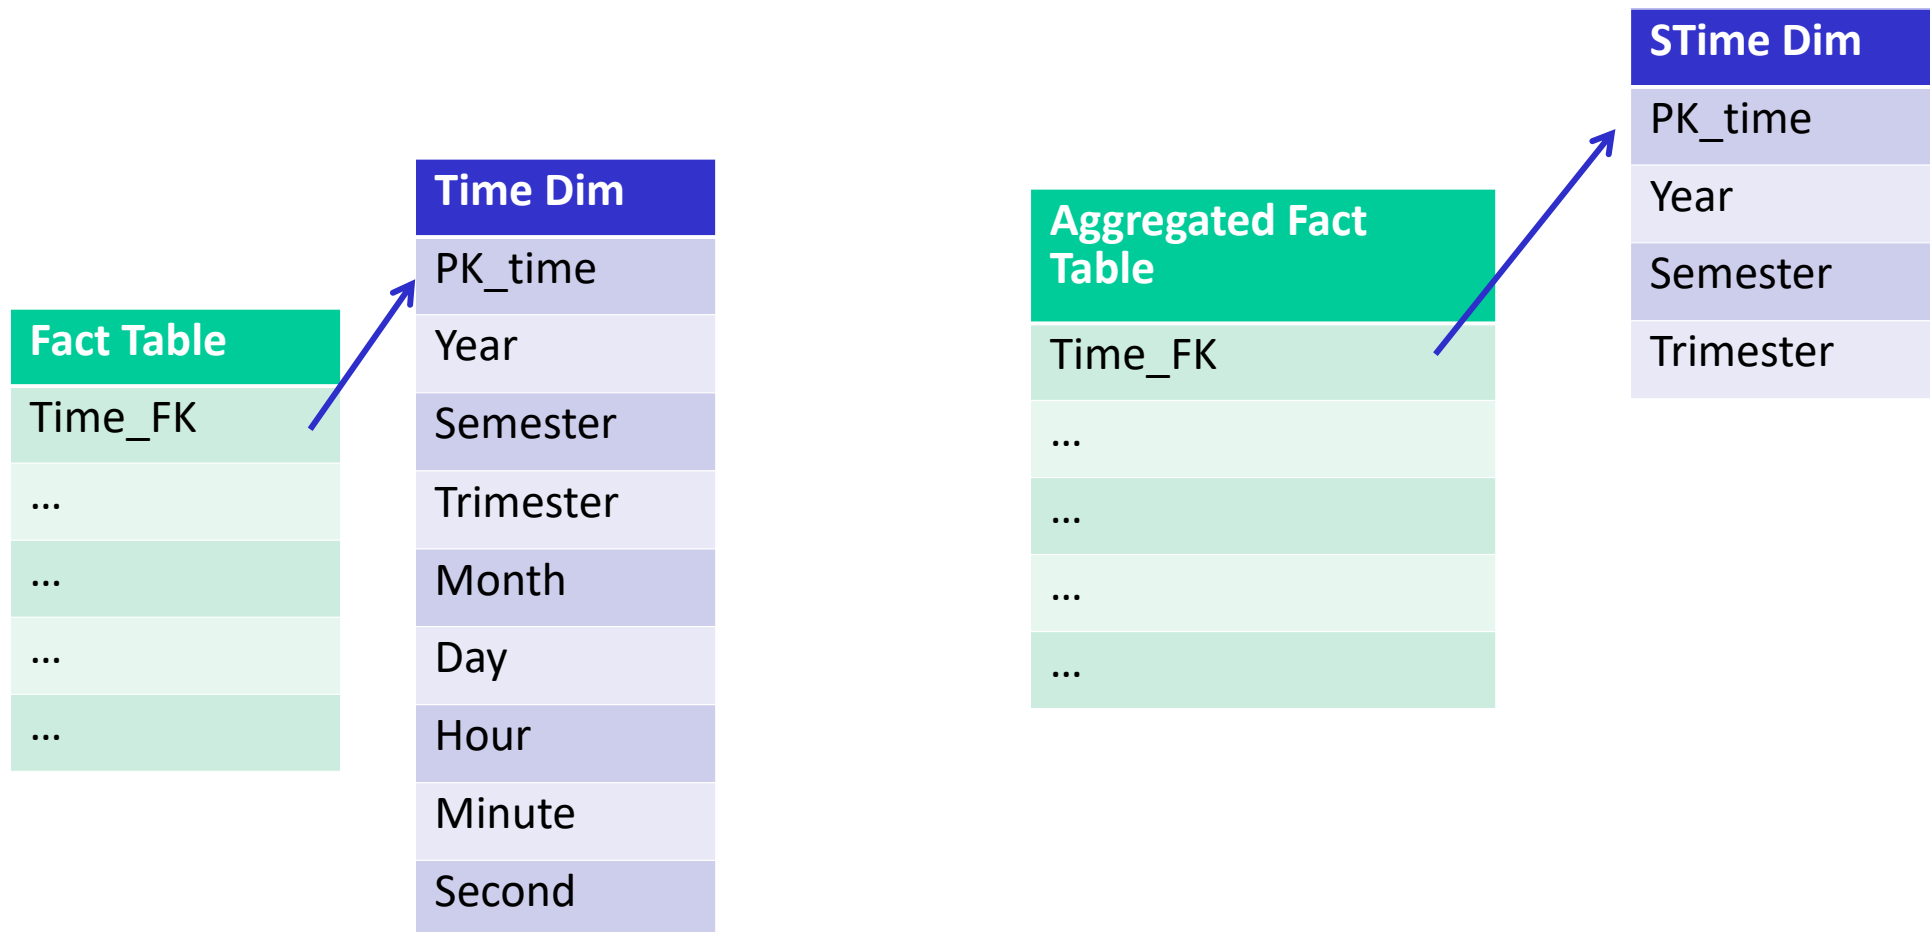 Fact Table
Time_FK
...
...
...
...
Time Dim
PK_time
Year
Semester
Trimester
Month
Day
Hour
Minute
Second
Aggregated Fact
Table
Time_FK
...
...
...
...
STime Dim
PK_time
Year
Semester
Trimester